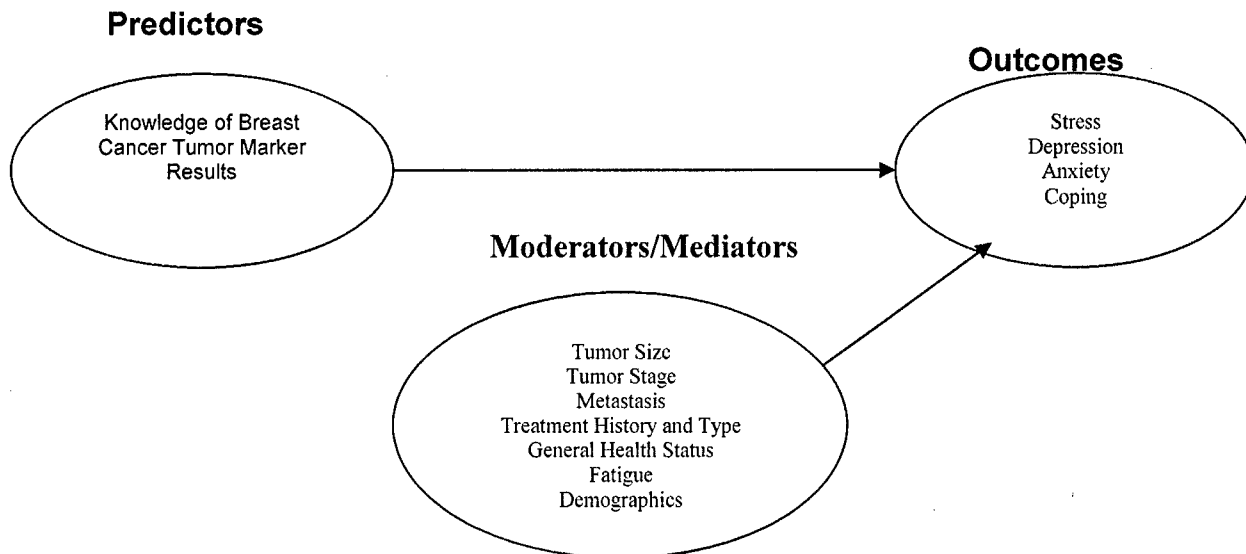 Predictors
Knowledge of Breast
Cancer Tumor Marker
Results
Outcomes
Stress
Depression
Anxiety
Coping
Moderators/Mediators
Tumor Size
Tumor Stage
Metastasis
Treatment History and Type
General Health Status
Fatigue
Demographics